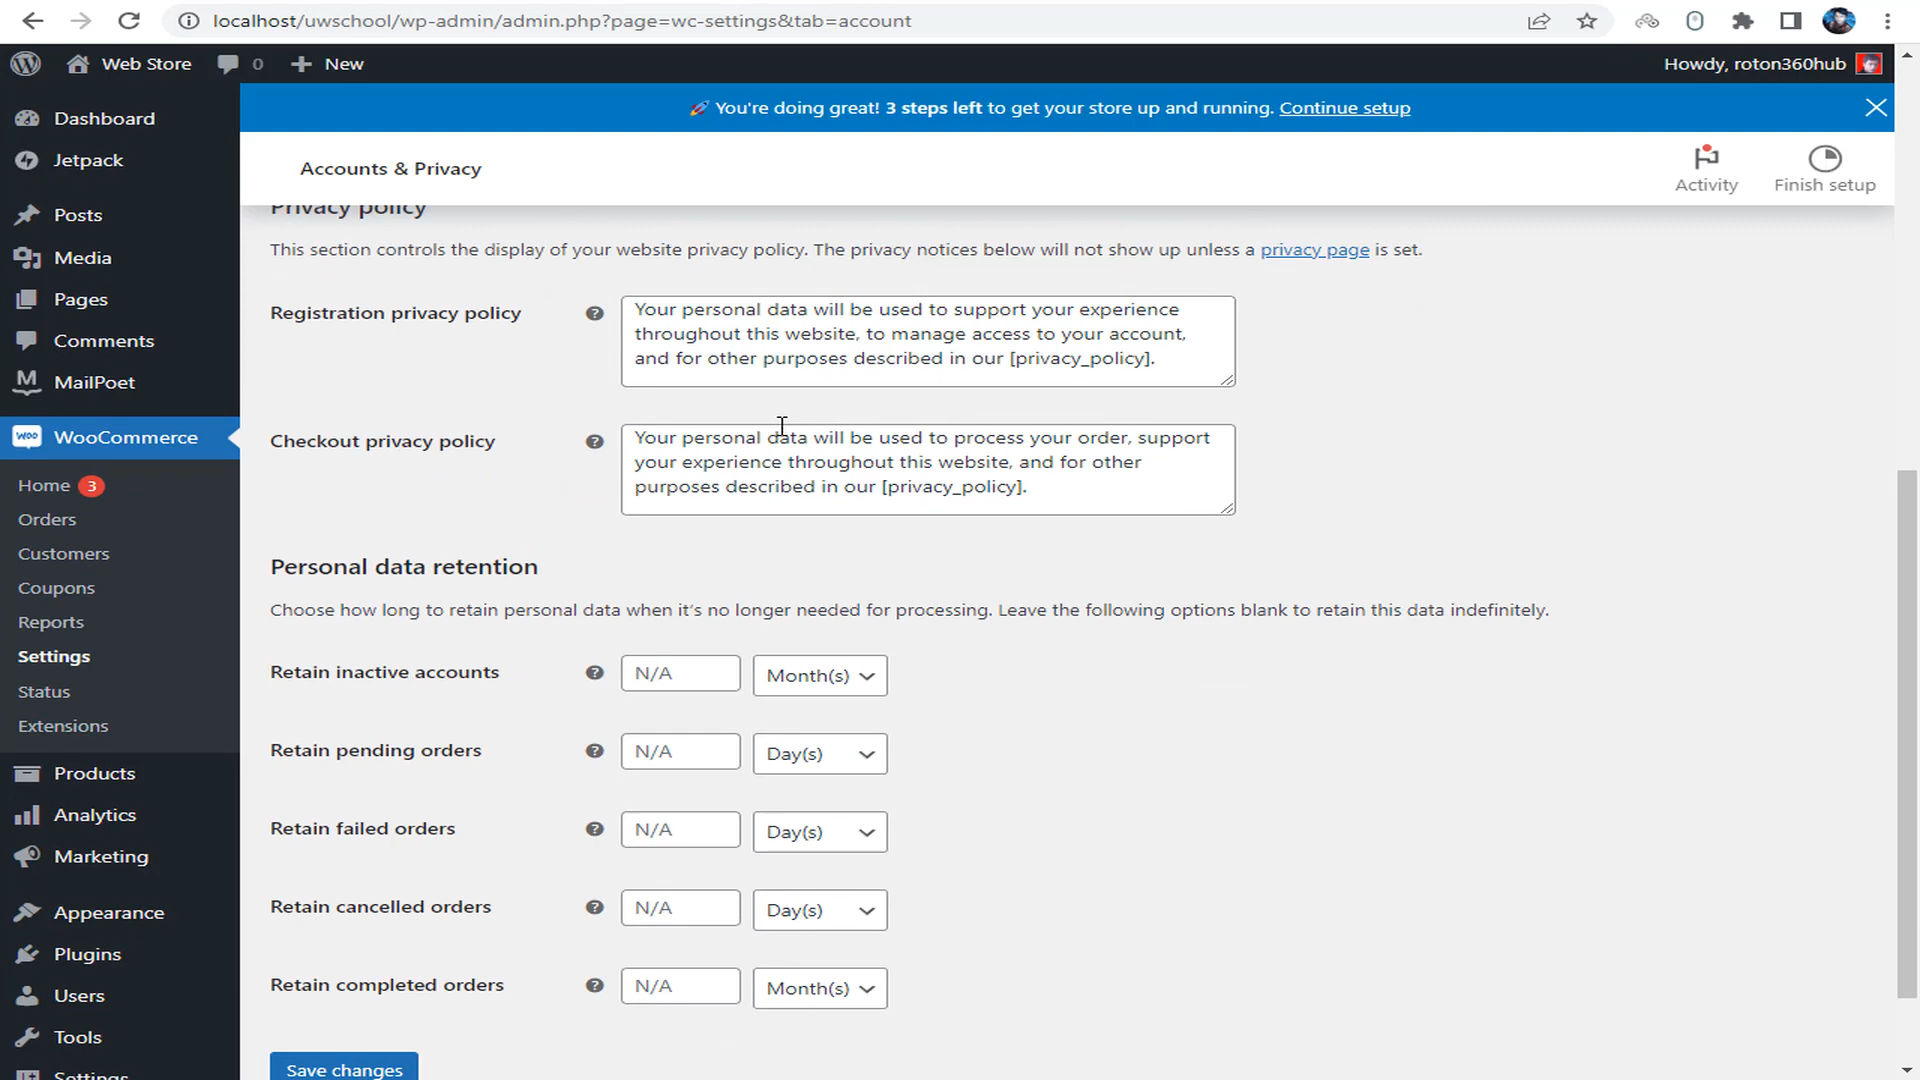 localhost/uwschool/wp-admin/admin.php?page=wc-settings&tab=account
Web Store
0
New
Howdy, roton360hub
🚀 You're doing great! 3 steps left to get your store up and running. Continue setup
Dashboard
Jetpack
Posts
Media
Pages
Comments
MailPoet
WooCommerce
Home 3
Orders
Customers
Coupons
Reports
Settings
Status
Extensions
Products
Analytics
Marketing
Appearance
Plugins
Users
Tools
Settings
Accounts & Privacy
Activity
Finish setup
Privacy policy
This section controls the display of your website privacy policy. The privacy notices below will not show up unless a privacy page is set.
Registration privacy policy
Your personal data will be used to support your experience
throughout this website, to manage access to your account,
and for other purposes described in our [privacy_policy].
Checkout privacy policy
Your personal data will be used to process your order, support
your experience throughout this website, and for other
purposes described in our [privacy_policy].
Personal data retention
Choose how long to retain personal data when it's no longer needed for processing. Leave the following options blank to retain this data indefinitely.
Retain inactive accounts
N/A
Month(s)
Retain pending orders
N/A
Day(s)
Retain failed orders
N/A
Day(s)
Retain cancelled orders
N/A
Day(s)
Retain completed orders
N/A
Month(s)
Save changes